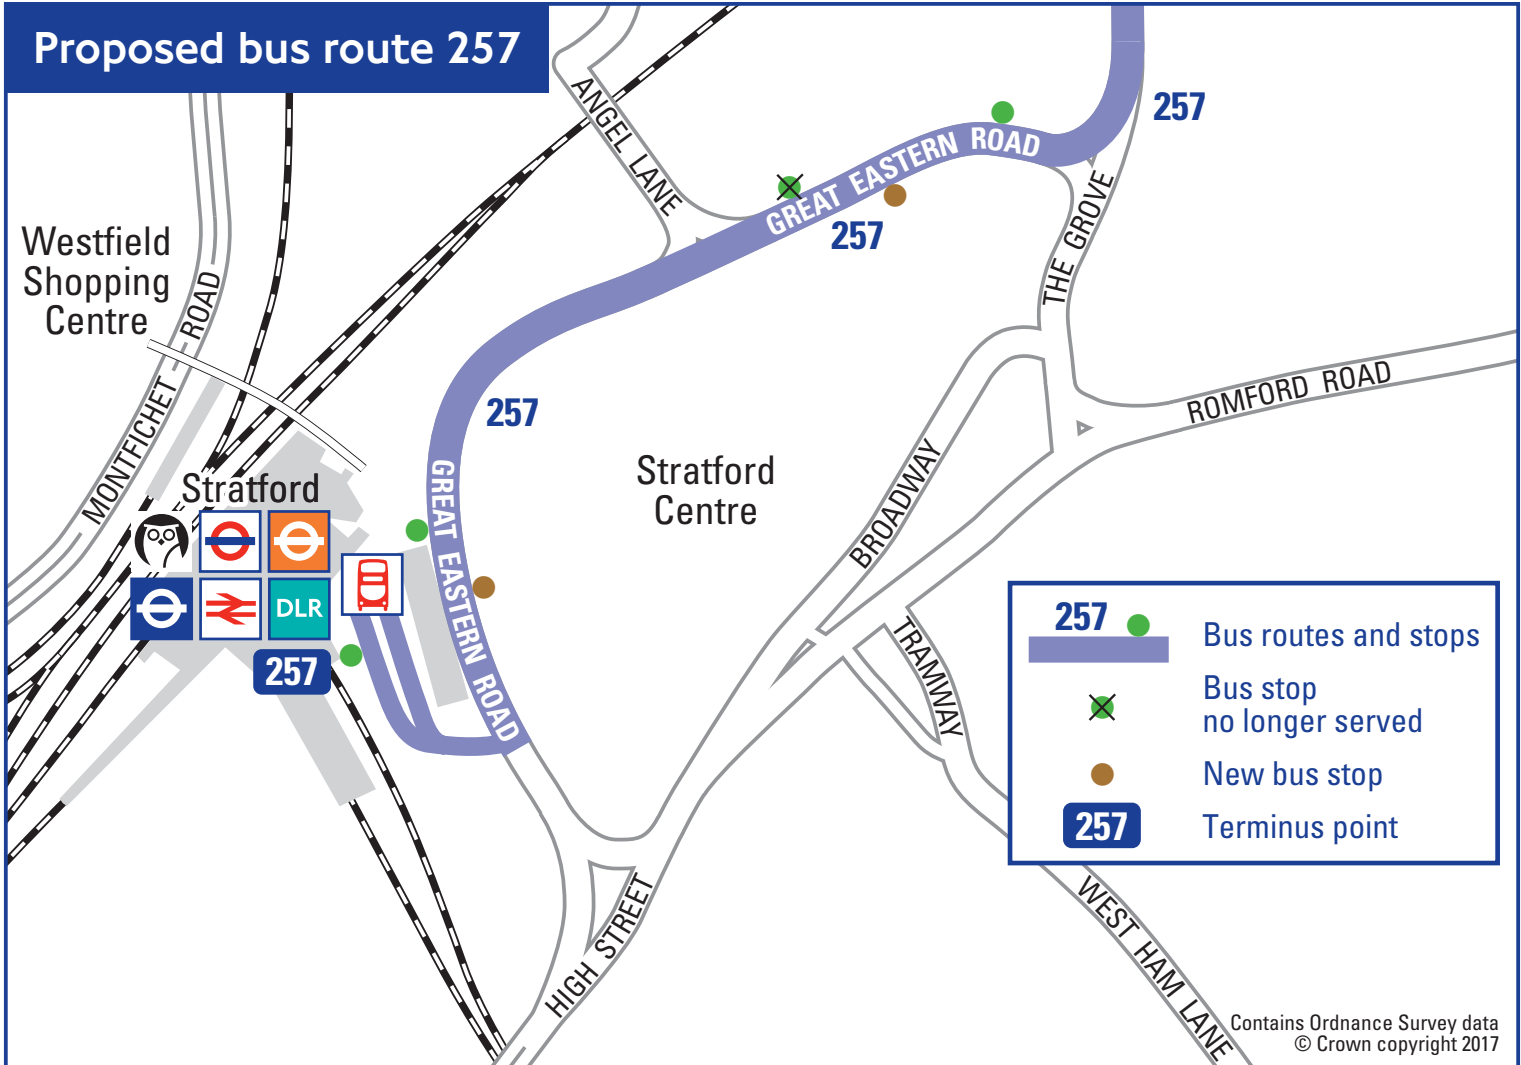 Proposed bus route 257
ANGEL LANE
257
GREAT EASTERN ROAD
257
THE GROVE
Westfield
Shopping
Centre
MONTFICHET ROAD
257
ROMFORD ROAD
Stratford
Stratford
Centre
BROADWAY
GREAT EASTERN ROAD
DLR
257
TRAMWAY
257
Bus routes and stops
Bus stop
no longer served
New bus stop
257
Terminus point
HIGH STREET
WEST HAM LANE
Contains Ordnance Survey data
© Crown copyright 2017